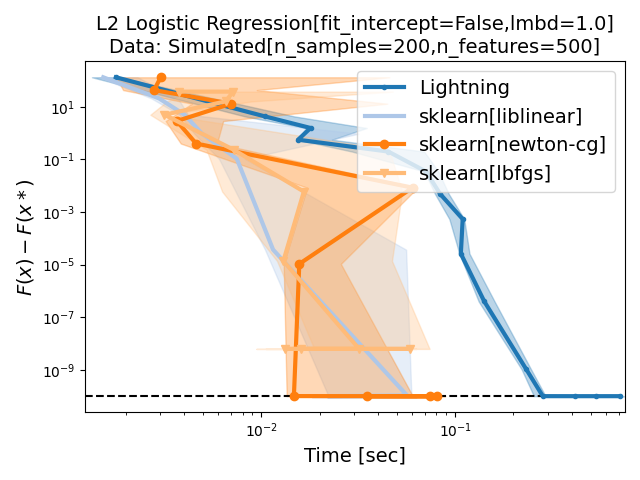 L2 Logistic Regression[fit_intercept=False,lmbd=1.0]
Data: Simulated[n_samples=200,n_features=500]
Lightning
sklearn[liblinear]
sklearn[newton-cg]
sklearn[lbfgs]
10¹
10⁻¹
10⁻³
10⁻⁵
10⁻⁷
10⁻⁹
F(x) − F(x*)
10⁻²
10⁻¹
Time [sec]